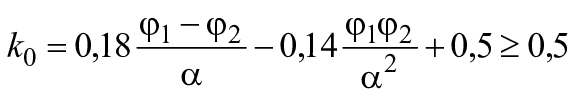 k₀ = 0,18 (φ₁ − φ₂)/α − 0,14 (φ₁φ₂)/α² + 0,5 ≥ 0,5